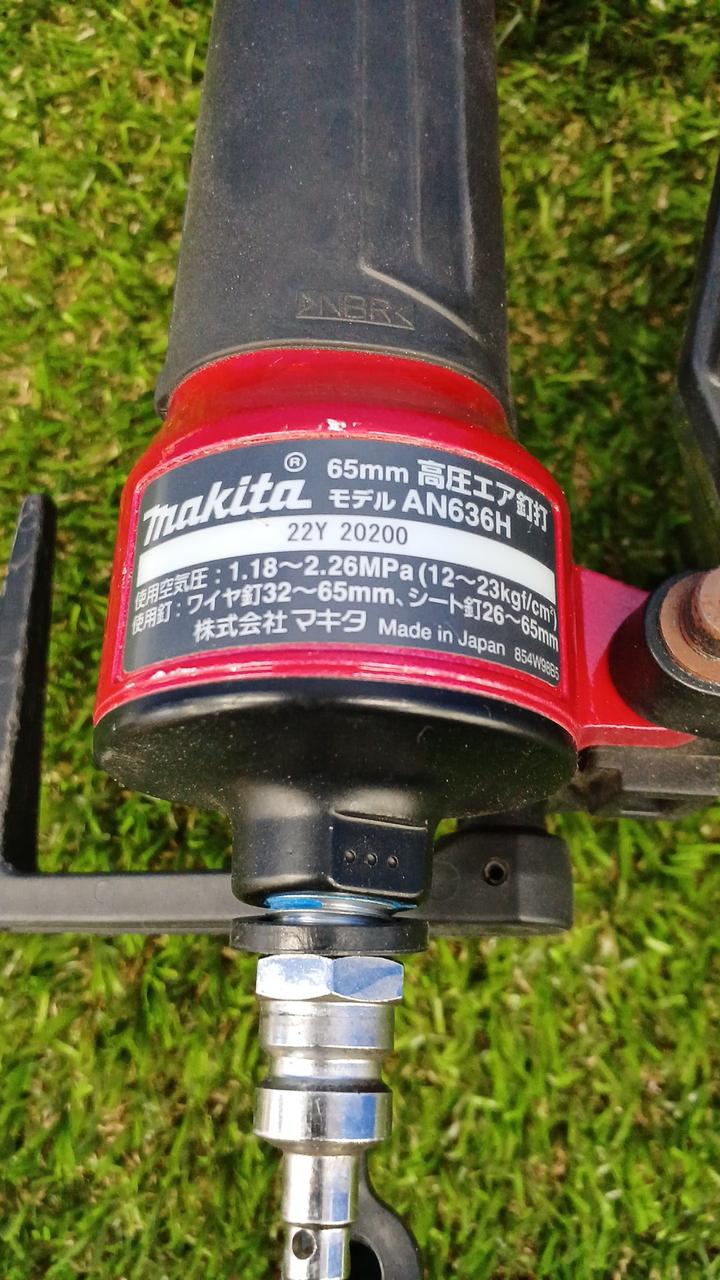 >NBR<
makita® 65mm 高圧エア釘打
モデル AN636H
22Y 20200
使用空気圧：1.18～2.26MPa(12～23kgf/cm²)
使用釘：ワイヤ釘32～65mm、シート釘26～65mm
株式会社マキタ Made in Japan 854W98B5